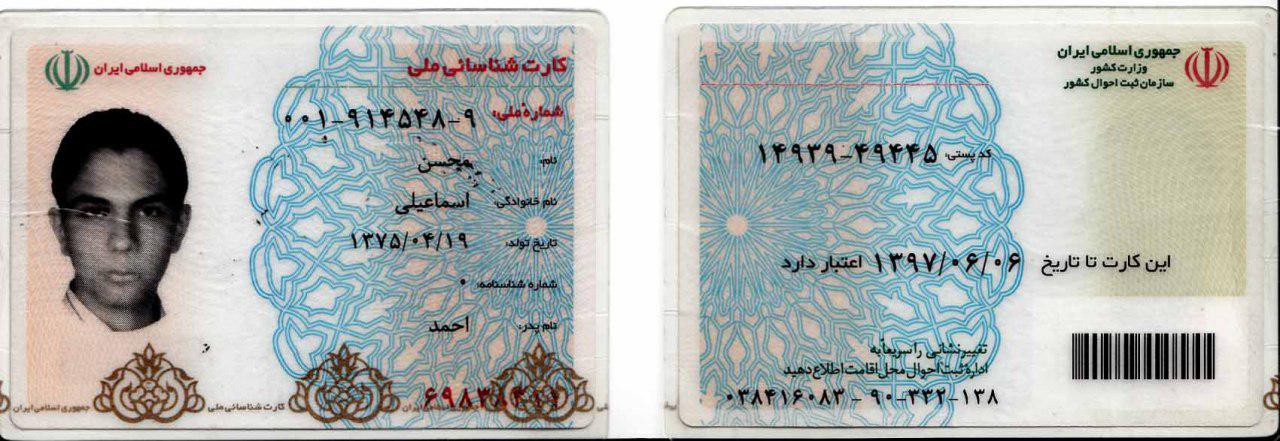 جمهوری اسلامی ایران
کارت شناسائی ملی
شمارهٔ ملی: ۰۰۱-۹۱۴۵۴۸-۹
نام: محسن
نام خانوادگی: اسماعیلی
تاریخ تولد: ۱۳۷۵/۰۴/۱۹
شماره شناسنامه: ۰
نام پدر: احمد
جمهوری اسلامی ایران
کارت شناسائی ملی
جمهوری اسلامی ایران
جمهوری اسلامی ایران
وزارت کشور
سازمان ثبت احوال کشور
کد پستی: ۱۴۹۳۹-۴۹۴۴۵
این کارت تا تاریخ ۱۳۹۷/۰۶/۰۶ اعتبار دارد
تغییر نشانی را سریعاً به
اداره ثبت احوال محل اقامت اطلاع دهید
۰۳۸۴۱۶۰۸۳ - ۹۰-۳۳۲-۱۳۸